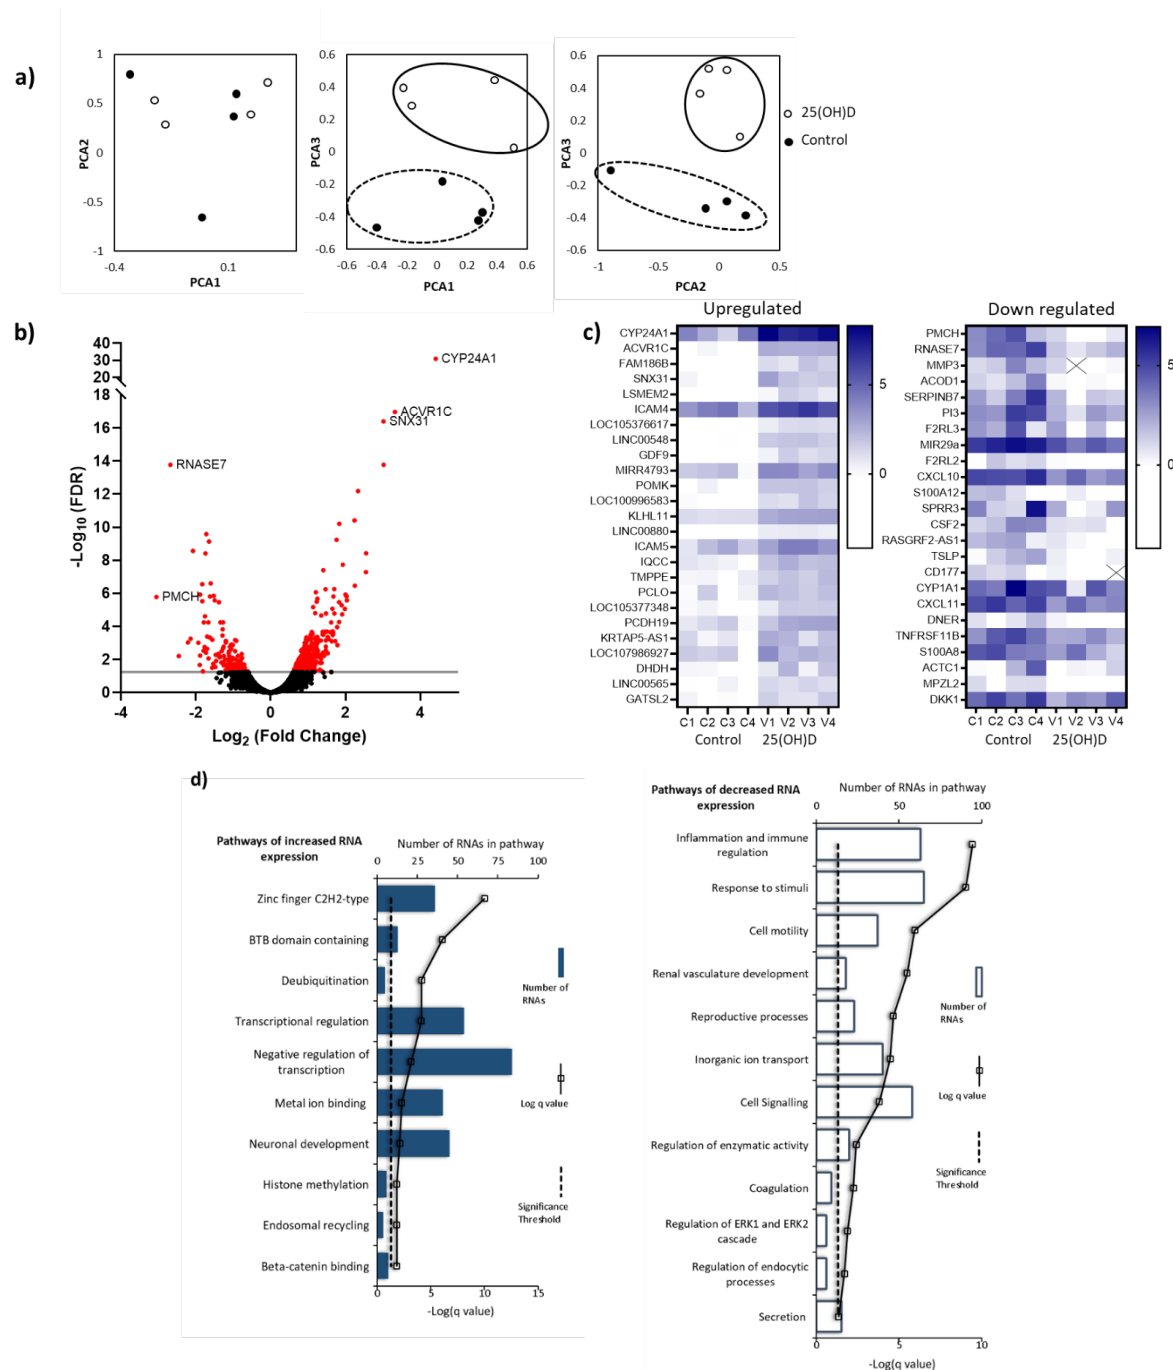 a)
1
0.5
0
-0.5
-1
-0.4
0.1
PCA2
PCA1
0.6
0.4
0.2
0
-0.2
-0.4
0.6
-0.6
-0.4
0.2
0
0.2
0.4
0.6
PCA3
PCA1
0.6
0.4
0.2
0
-0.2
-0.4
0.6
-1
-0.5
0
0.5
PCA3
PCA2
25(OH)D
Control
b)
40
30
20
18
16
14
12
10
8
6
4
2
0
-4
-2
0
2
4
-Log10 (FDR)
Log2 (Fold Change)
CYP24A1
ACVR1C
SNX31
RNASE7
PMCH
c)
Upregulated
CYP24A1
ACVR1C
FAM186B
SNX31
LSMEM2
ICAM4
LOC105376617
LINC00548
GDF9
MIRR4793
POMK
LOC100996583
KLHL11
LINC00880
ICAM5
IQCC
TMPPE
PCLO
LOC105377348
PCDH19
KRTAP5-AS1
LOC107986927
DHDH
LINC00565
GATSL2
C1 C2 C3 C4 V1 V2 V3 V4
Control 25(OH)D
5
0
Down regulated
PMCH
RNASE7
MMP3
ACOD1
SERPINB7
PI3
F2RL3
MIR29a
F2RL2
CXCL10
S100A12
SPRR3
CSF2
RASGRF2-AS1
TSLP
CD177
CYP1A1
CXCL11
DNER
TNFRSF11B
S100A8
ACTC1
MPZL2
DKK1
C1 C2 C3 C4 V1 V2 V3 V4
Control 25(OH)D
5
0
d)
Pathways of increased RNA
expression
Number of RNAs in pathway
0 25 50 75 100
Zinc finger C2H2-type
BTB domain containing
Deubiquitination
Transcriptional regulation
Negative regulation of
transcription
Metal ion binding
Neuronal development
Histone methylation
Endosomal recycling
Beta-catenin binding
0 5 10 15
-Log(q value)
Number of
RNAs
Log q value
Significance
Threshold
Pathways of decreased RNA
expression
Number of RNAs in pathway
0 50 100
Inflammation and immune
regulation
Response to stimuli
Cell motility
Renal vasculature development
Reproductive processes
Inorganic ion transport
Cell Signalling
Regulation of enzymatic activity
Coagulation
Regulation of ERK1 and ERK2
cascade
Regulation of endocytic
processes
Secretion
0 5 10
-Log(q value)
Number of
RNAs
Log q value
Significance
Threshold